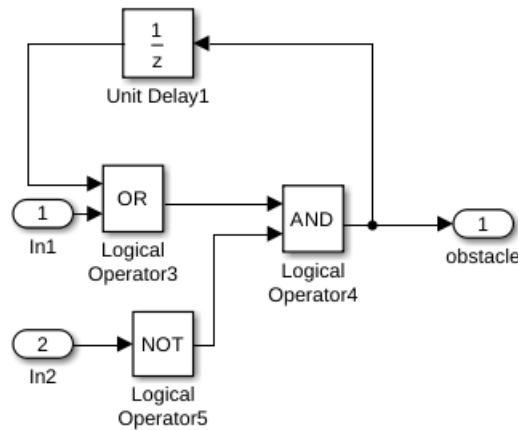 1
z
Unit Delay1
OR
1
In1
Logical
Operator3
AND
Logical
Operator4
1
obstacle
2
In2
NOT
Logical
Operator5